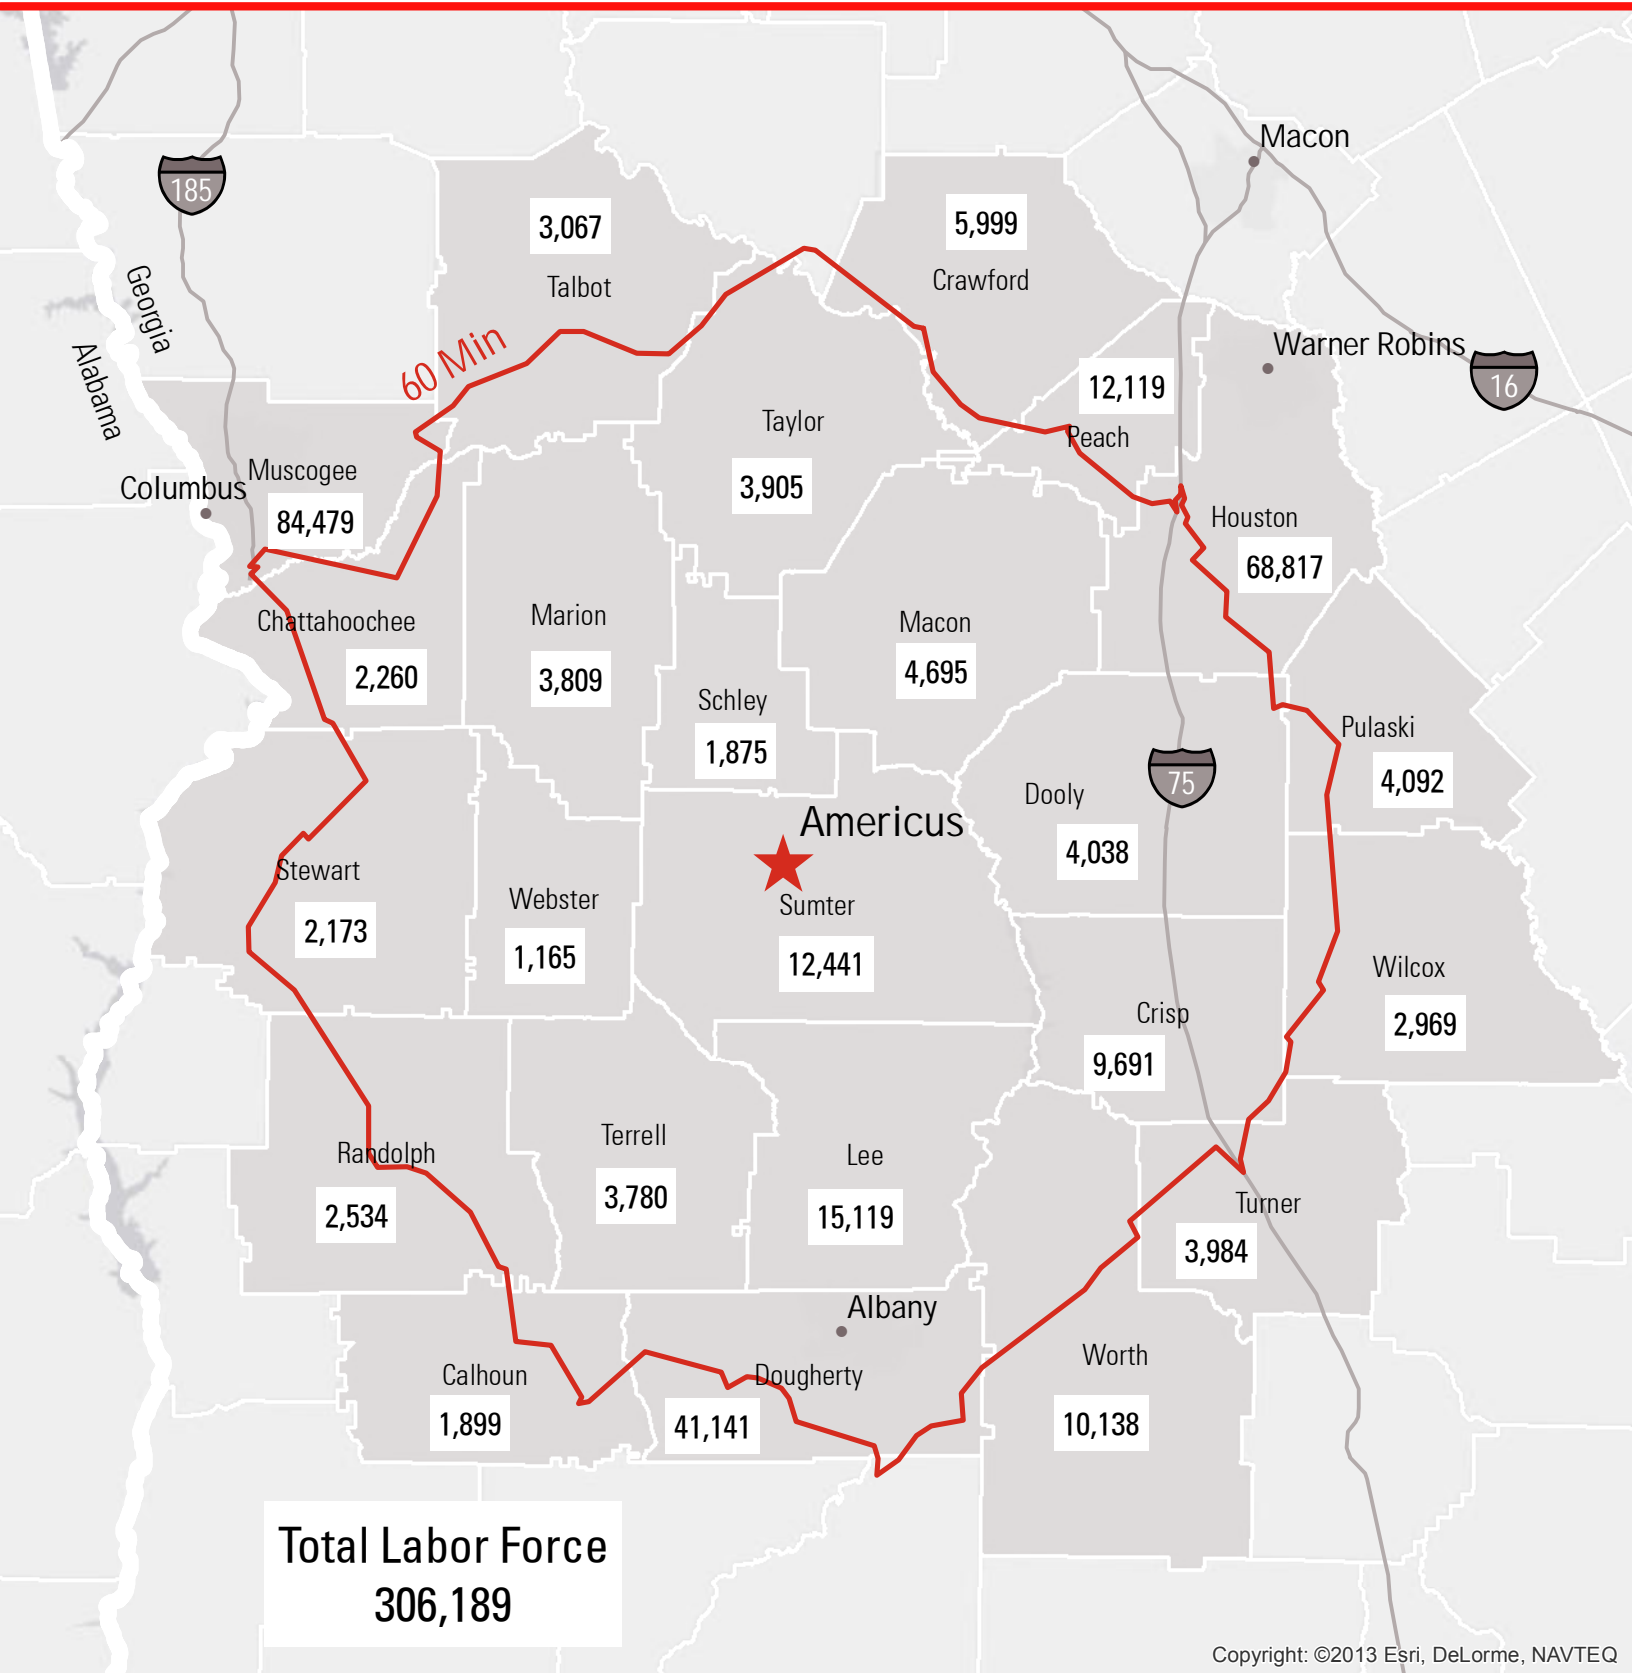 Macon
185
3,067
5,999
Georgia
Talbot
Crawford
Alabama
60 Min
Warner Robins
16
12,119
Taylor
Peach
Muscogee
Columbus
3,905
84,479
Houston
68,817
Chattahoochee
Marion
Macon
2,260
3,809
4,695
Schley
1,875
Pulaski
4,092
75
Dooly
Americus
4,038
Stewart
Webster
Sumter
2,173
1,165
12,441
Wilcox
Crisp
2,969
9,691
Randolph
Terrell
Lee
2,534
3,780
15,119
Turner
3,984
Albany
Calhoun
Dougherty
Worth
1,899
41,141
10,138
Total Labor Force
306,189
Copyright: ©2013 Esri, DeLorme, NAVTEQ